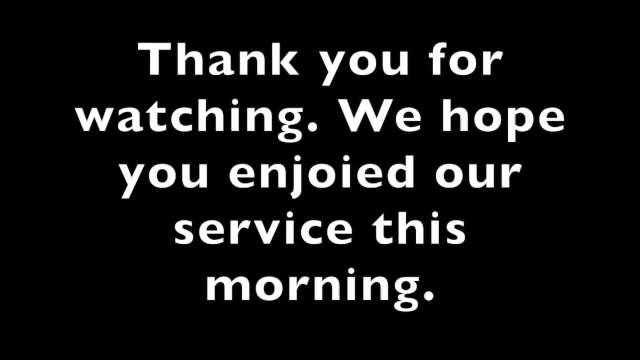 Thank you for
watching. We hope
you enjoied our
service this
morning.